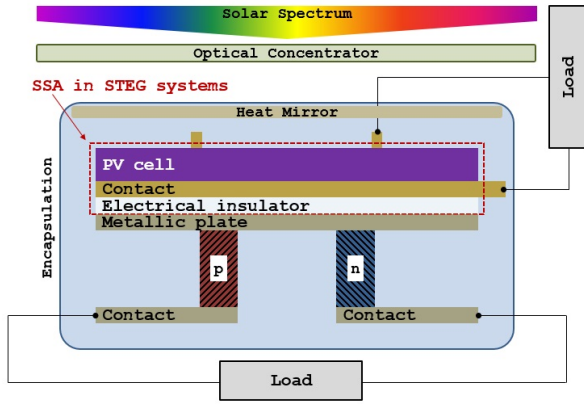 Solar Spectrum
Optical Concentrator
SSA in STEG systems
Heat Mirror
Load
PV cell
Contact
Electrical insulator
Metallic plate
Encapsulation
p
n
Contact
Contact
Load